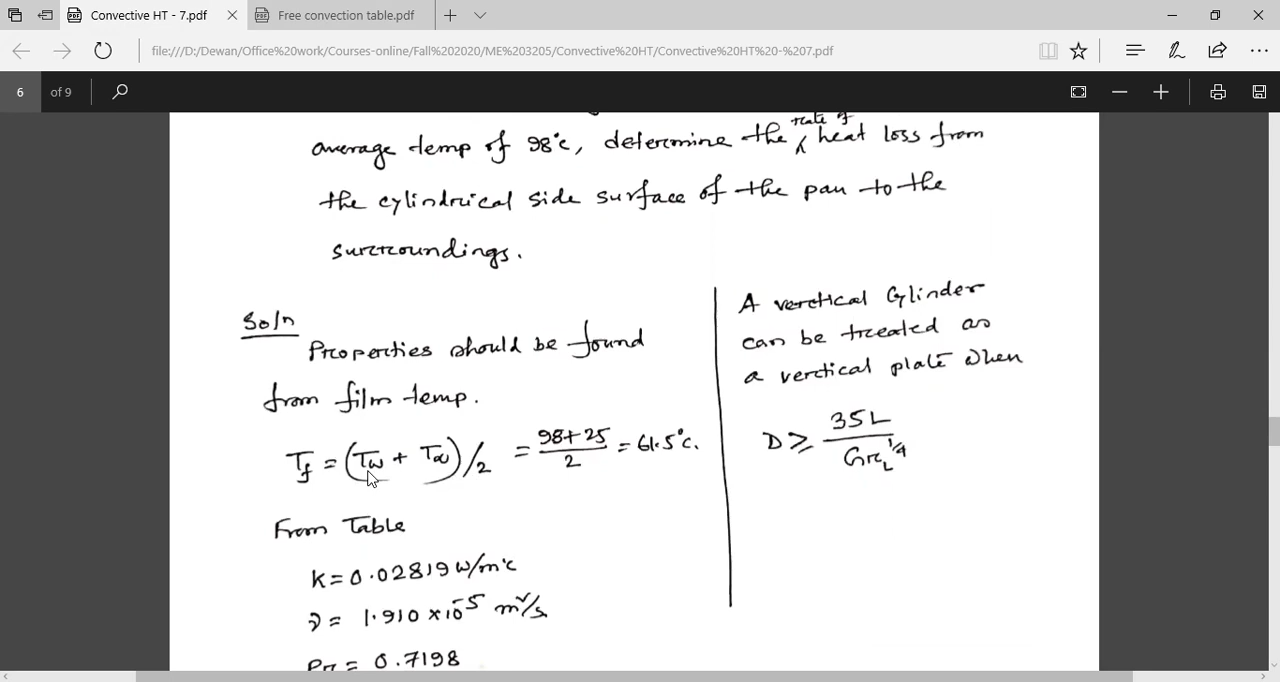 Convective HT - 7.pdf
Free convection table.pdf
file:///D:/Dewan/Office%20work/Courses-online/Fall%202020/ME%203205/Convective%20HT/Convective%20HT%20-%207.pdf
6 of 9
rate of
average temp of 98°c, determine the heat loss from
the cylindrical side surface of the pan to the
surroundings.
Soln
Properties should be found
from film temp.
Tf = (Tw + T∞)/2 = 98+25/2 = 61.5°c.
From Table
K = 0.02819 w/m°c
ν = 1.910 × 10^-5 m²/s
Pr = 0.7198
A vertical Cylinder
can be treated as
a vertical plate when
D ≥ 35L/Gr_L^1/4